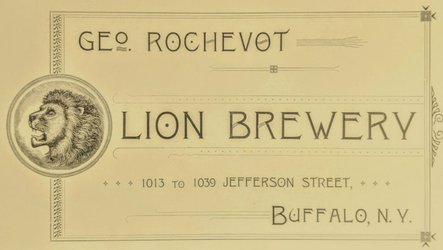 GEO. ROCHEVOT
LION BREWERY
1013 TO 1039 JEFFERSON STREET,
BUFFALO, N.Y.